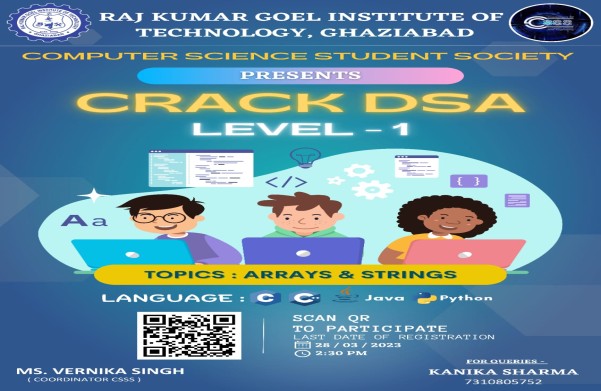 RAJ KUMAR GOEL INSTITUTE OF
TECHNOLOGY, GHAZIABAD
COMPUTER SCIENCE STUDENT SOCIETY
PRESENTS
CRACK DSA
LEVEL - 1
</>
{ }
Aa
TOPICS : ARRAYS & STRINGS
LANGUAGE : C C++ Java Python
SCAN QR
TO PARTICIPATE
LAST DATE OF REGISTRATION
28 / 03 / 2023
2:30 PM
MS. VERNIKA SINGH
( COORDINATOR CSSS )
FOR QUERIES -
KANIKA SHARMA
7310805752